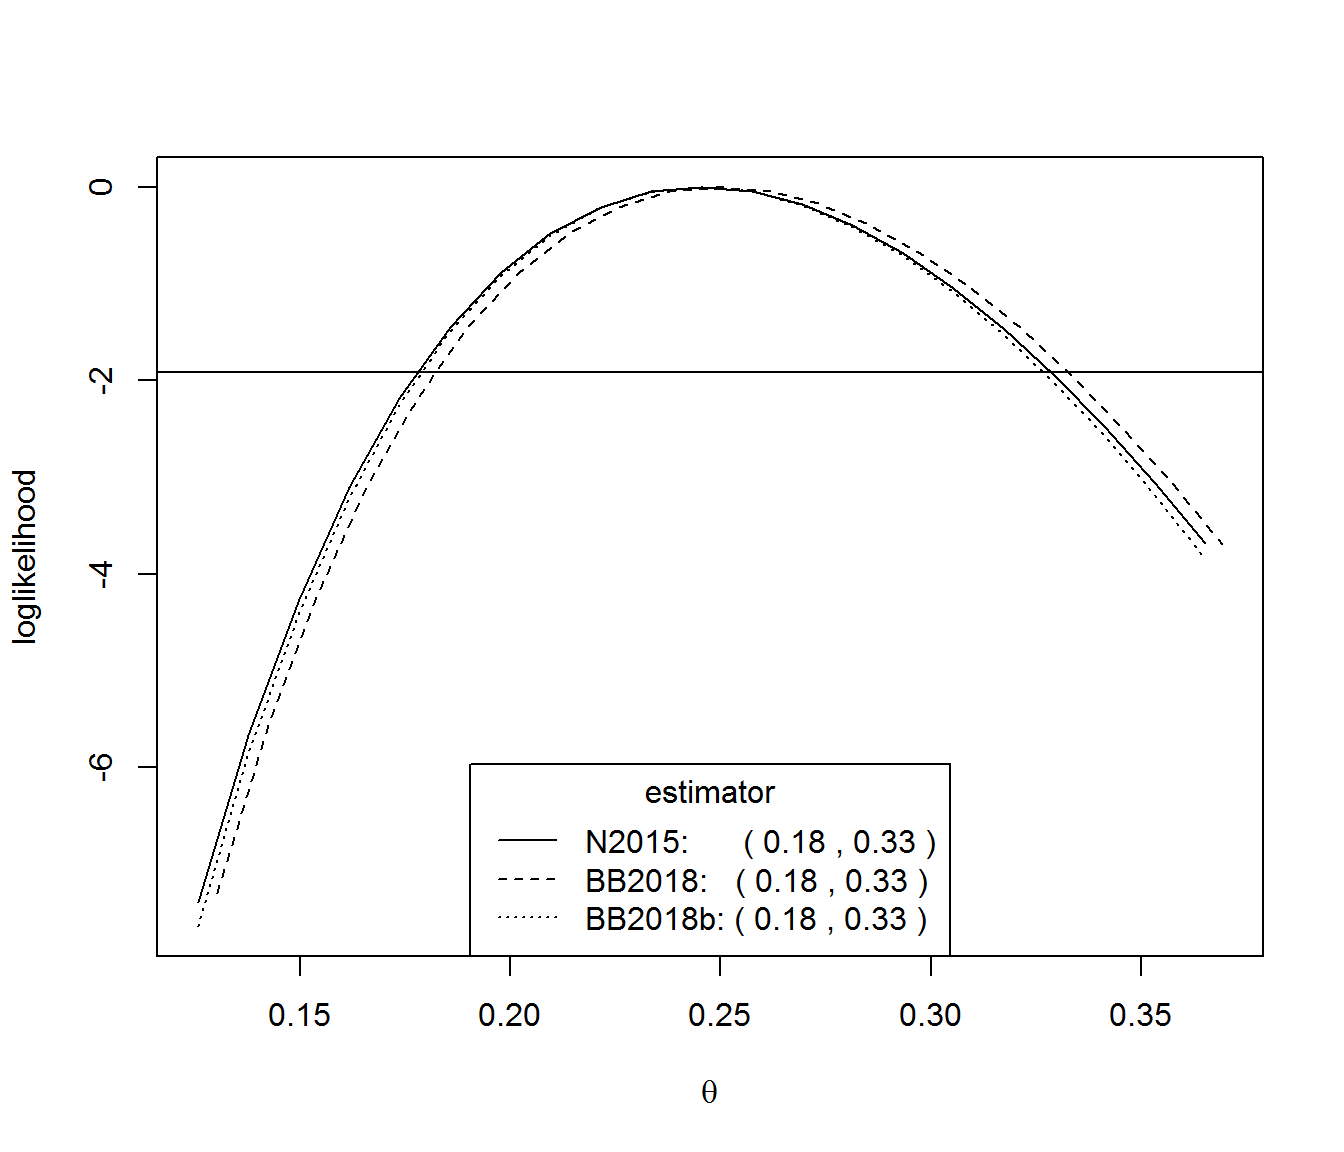 0
-2
-4
-6
loglikelihood
estimator
N2015: ( 0.18 , 0.33 )
BB2018: ( 0.18 , 0.33 )
BB2018b: ( 0.18 , 0.33 )
0.15 0.20 0.25 0.30 0.35
θ